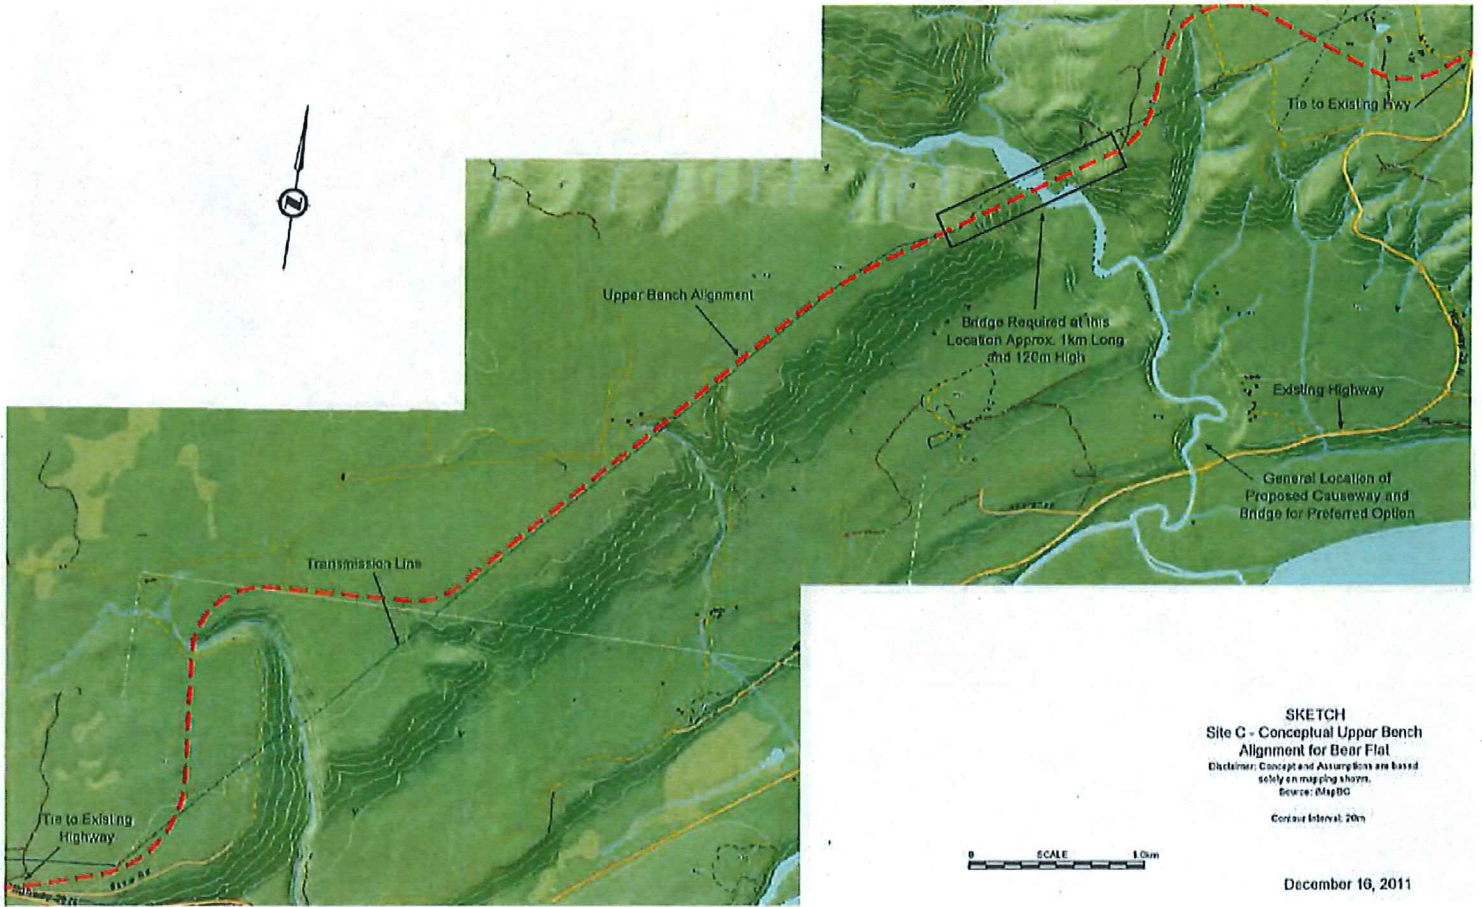 Tie to Existing Hwy
Upper Bench Alignment
Bridge Required at this
Location Approx. 1km Long
and 120m High
Existing Highway
General Location of
Proposed Causeway and
Bridge for Preferred Option
Transmission Line
Tie to Existing
Highway
SKETCH
Site C - Conceptual Upper Bench
Alignment for Bear Flat
Disclaimer: Concept and Assumptions are based
solely on mapping shown.
Source: iMapBC
Contour Interval: 20m
0 SCALE 1.0km
December 16, 2011